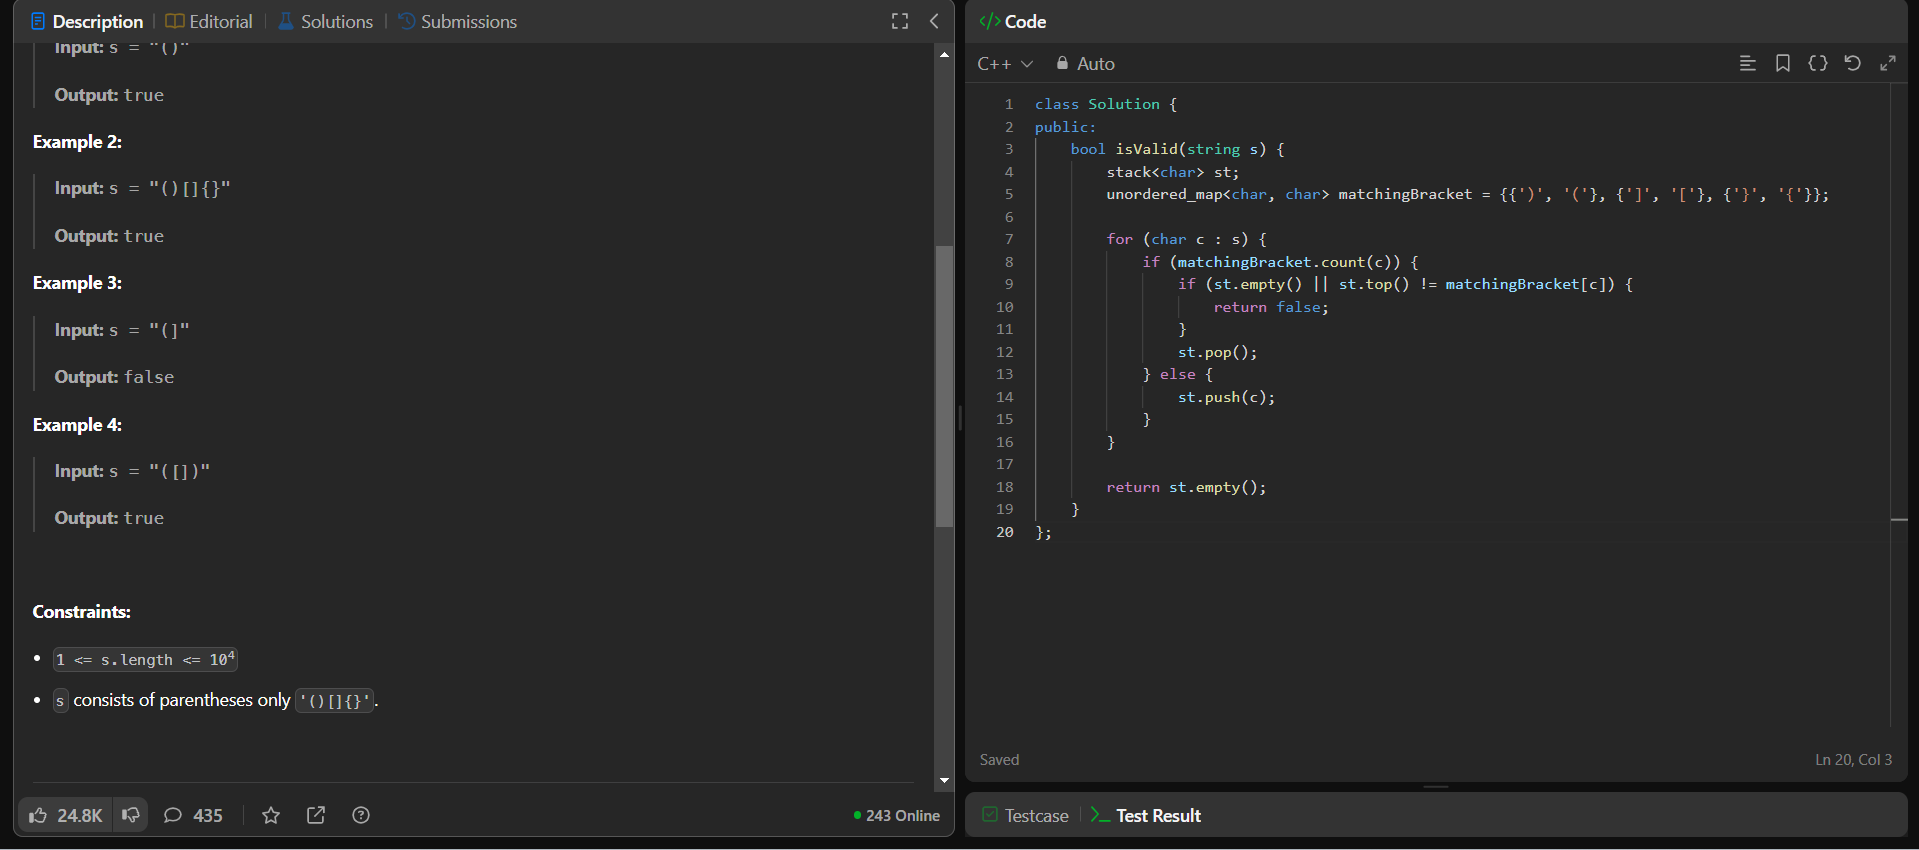 Description | Editorial | Solutions | Submissions
Input: s = "()"
Output: true
Example 2:
Input: s = "()[]{}"
Output: true
Example 3:
Input: s = "(]"
Output: false
Example 4:
Input: s = "([])"
Output: true
Constraints:
• 1 <= s.length <= 10⁴
• s consists of parentheses only '()[]{}'.
24.8K 435 243 Online
</> Code
C++ Auto
1 class Solution {
2 public:
3     bool isValid(string s) {
4         stack<char> st;
5         unordered_map<char, char> matchingBracket = {{')', '('}, {']', '['}, {'}', '{'}};
6
7         for (char c : s) {
8             if (matchingBracket.count(c)) {
9                 if (st.empty() || st.top() != matchingBracket[c]) {
10                     return false;
11                 }
12                 st.pop();
13             } else {
14                 st.push(c);
15             }
16         }
17
18         return st.empty();
19     }
20 };
Saved Ln 20, Col 3
Testcase | >_ Test Result